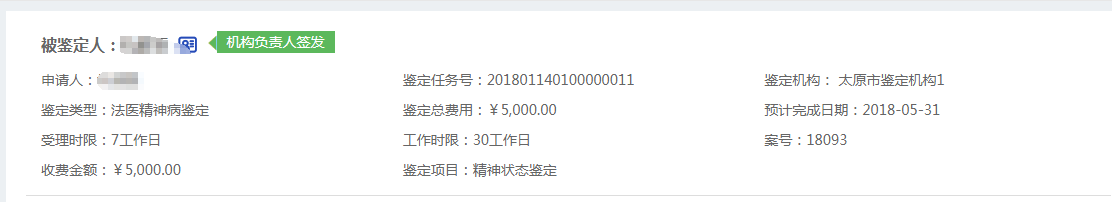 被鉴定人： 机构负责人签发
申请人： 鉴定任务号：201801140100000011 鉴定机构： 太原市鉴定机构1
鉴定类型：法医精神病鉴定 鉴定总费用：￥5,000.00 预计完成日期：2018-05-31
受理时限：7工作日 工作时限：30工作日 案号：18093
收费金额：￥5,000.00 鉴定项目：精神状态鉴定